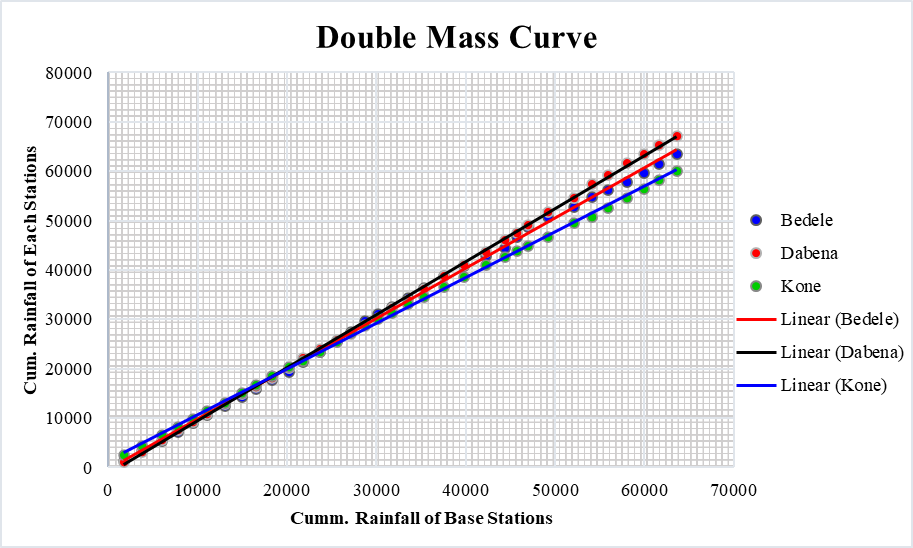 Double Mass Curve
Cum. Rainfall of Each Stations
80000
70000
60000
50000
40000
30000
20000
10000
0
0 10000 20000 30000 40000 50000 60000 70000
Cumm. Rainfall of Base Stations
Bedele
Dabena
Kone
Linear (Bedele)
Linear (Dabena)
Linear (Kone)